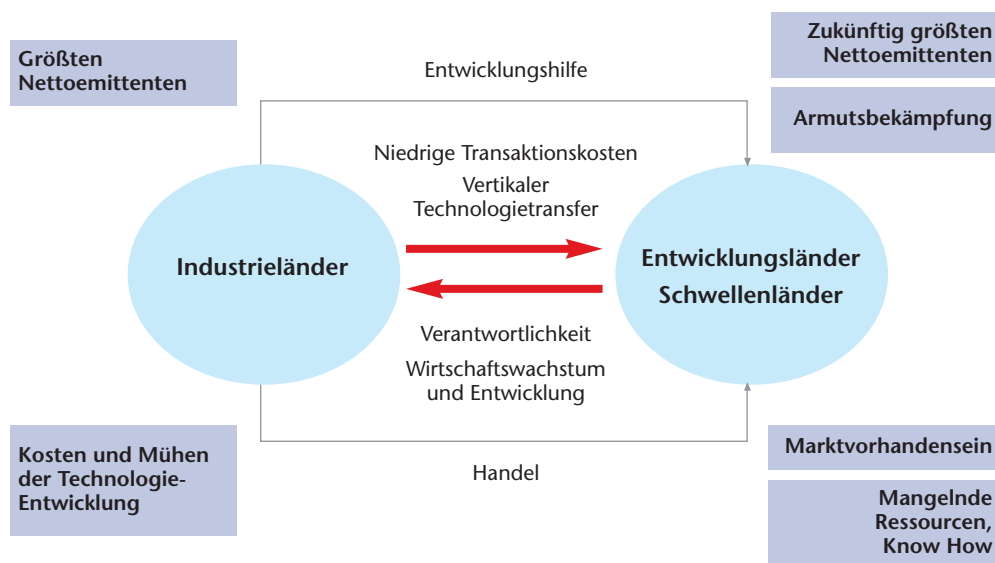 Größten
Nettoemittenten
Entwicklungshilfe
Zukünftig größten
Nettoemittenten
Armutsbekämpfung
Niedrige Transaktionskosten
Vertikaler
Technologietransfer
Industrieländer
Entwicklungsländer
Schwellenländer
Verantwortlichkeit
Wirtschaftswachstum
und Entwicklung
Kosten und Mühen
der Technologie-
Entwicklung
Handel
Marktvorhandensein
Mangelnde
Ressourcen,
Know How